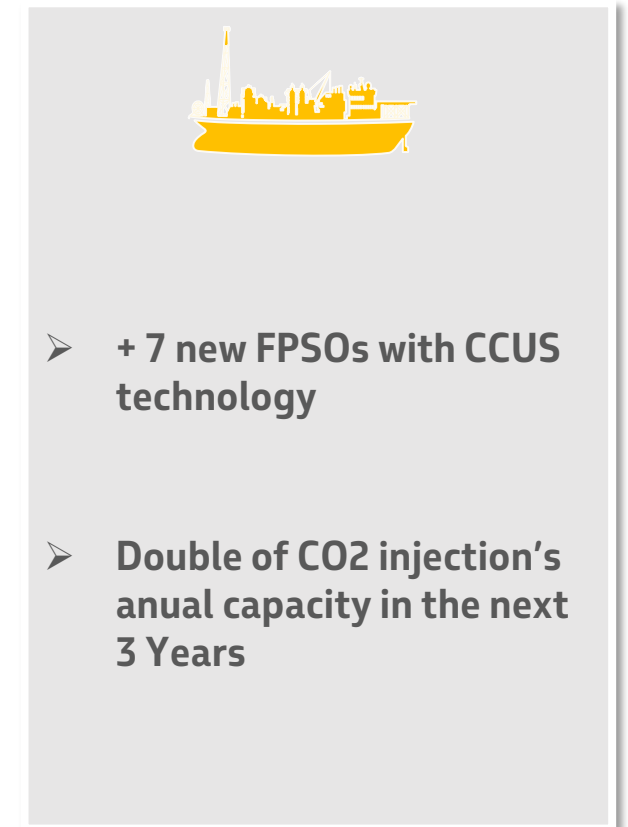 ➢ + 7 new FPSOs with CCUS
technology
➢ Double of CO2 injection’s
anual capacity in the next
3 Years